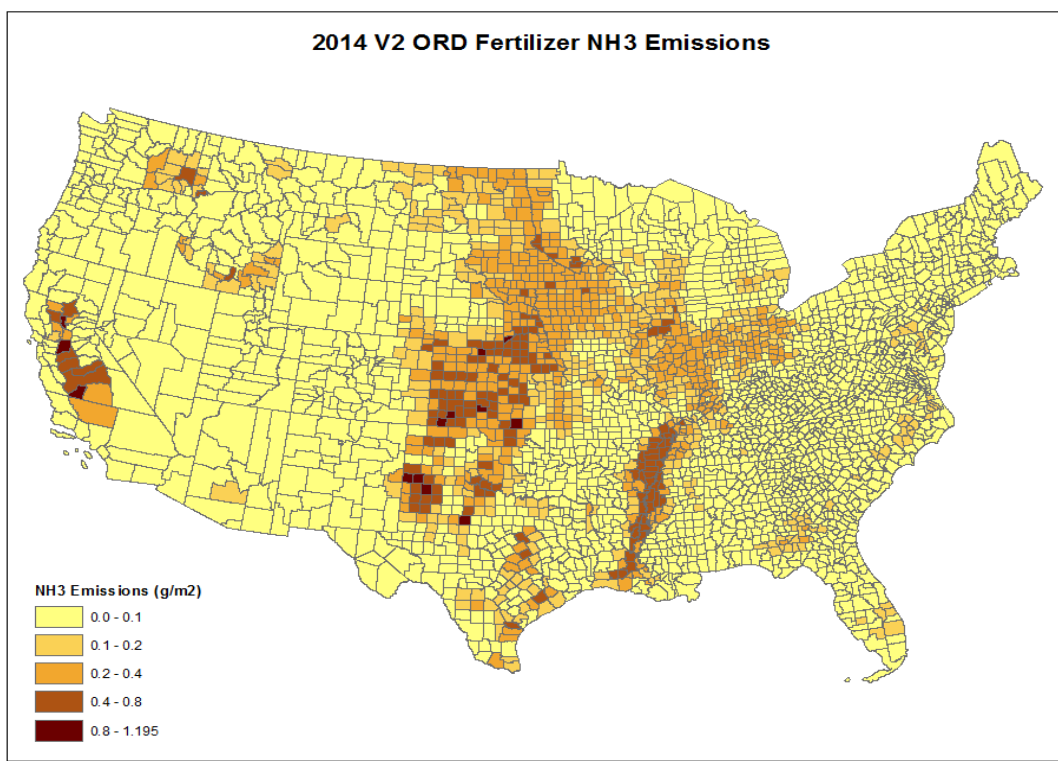 2014 V2 ORD Fertilizer NH3 Emissions
NH3 Emissions (g/m2)
0.0 - 0.1
0.1 - 0.2
0.2 - 0.4
0.4 - 0.8
0.8 - 1.195